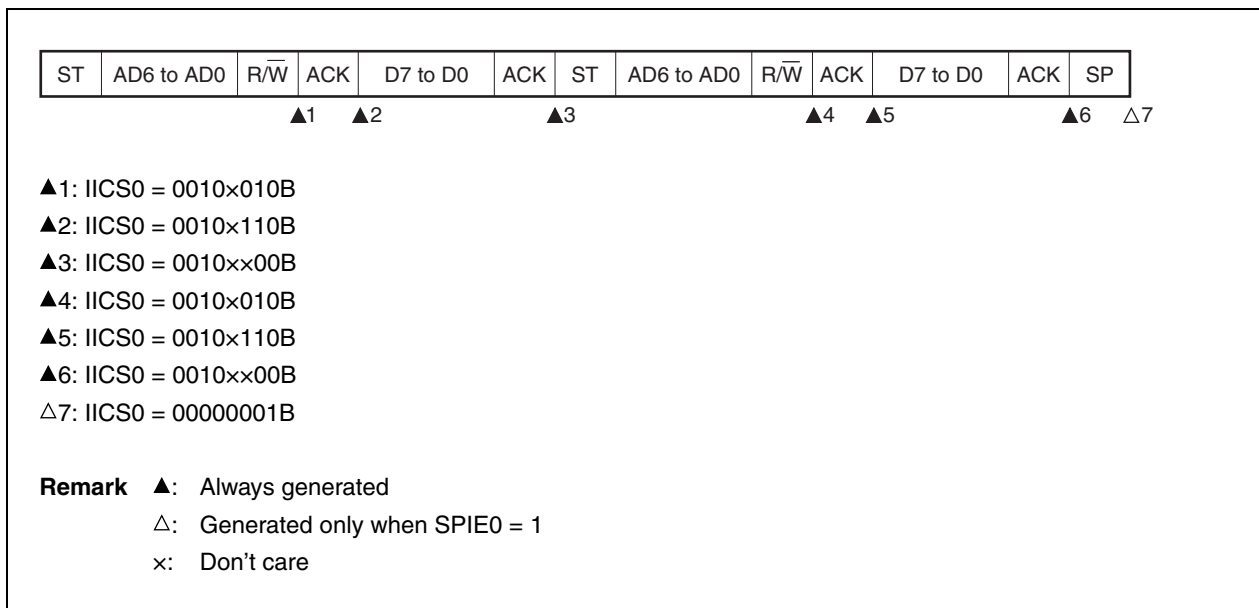 ST AD6 to AD0 R/W̅ ACK D7 to D0 ACK ST AD6 to AD0 R/W̅ ACK D7 to D0 ACK SP
▲1 ▲2 ▲3 ▲4 ▲5 ▲6 △7
▲1: IICS0 = 0010×010B
▲2: IICS0 = 0010×110B
▲3: IICS0 = 0010××00B
▲4: IICS0 = 0010×010B
▲5: IICS0 = 0010×110B
▲6: IICS0 = 0010××00B
△7: IICS0 = 00000001B
Remark ▲: Always generated
△: Generated only when SPIE0 = 1
×: Don't care